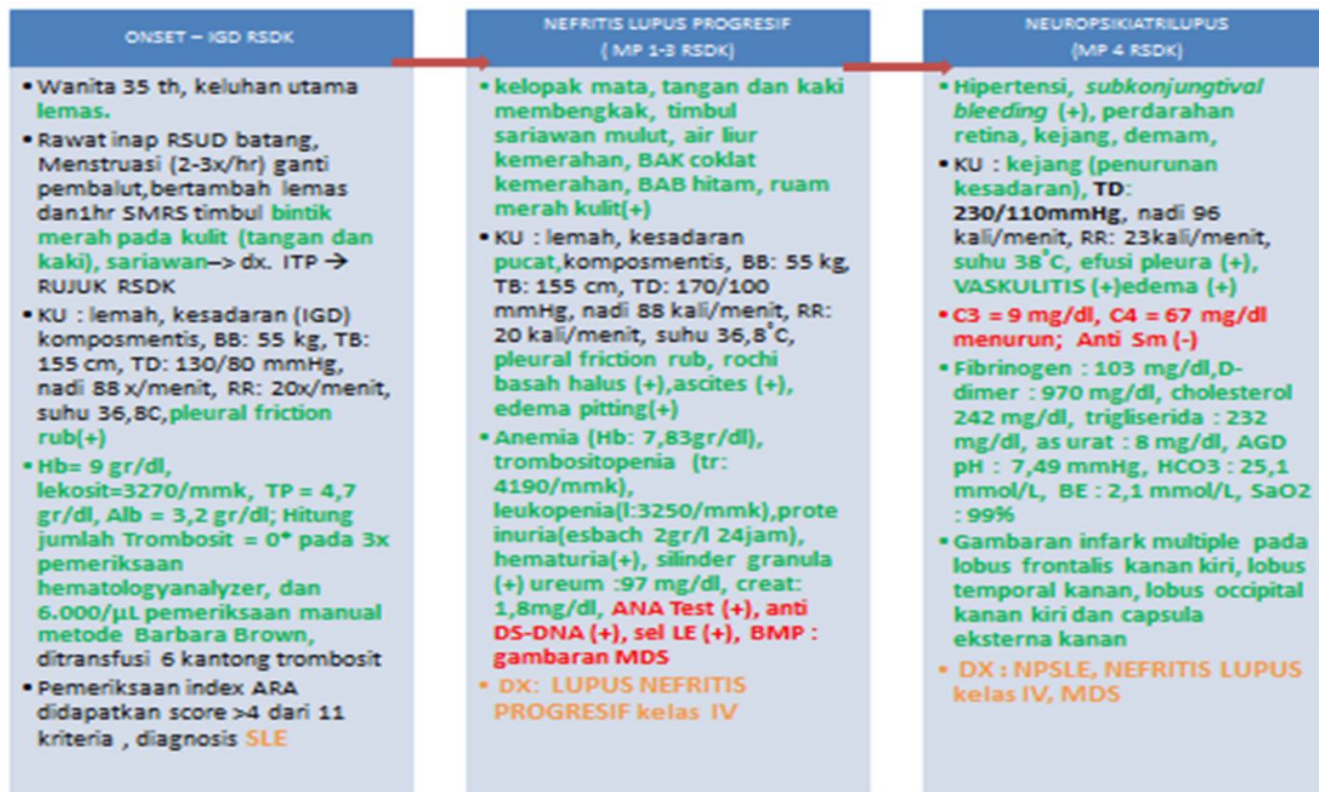 ONSET – IGD RSDK
• Wanita 35 th, keluhan utama
lemas.
• Rawat inap RSUD batang,
Menstruasi (2-3x/hr) ganti
pembalut,bertambah lemas
dan1hr SMRS timbul bintik
merah pada kulit (tangan dan
kaki), sariawan–> dx. ITP →
RUJUK RSDK
• KU : lemah, kesadaran (IGD)
komposmentis, BB: 55 kg, TB:
155 cm, TD: 130/80 mmHg,
nadi 88 x/menit, RR: 20x/menit,
suhu 36,8C,pleural friction
rub(+)
• Hb= 9 gr/dl,
lekosit=3270/mmk, TP = 4,7
gr/dl, Alb = 3,2 gr/dl; Hitung
jumlah Trombosit = 0* pada 3x
pemeriksaan
hematologyanalyzer, dan
6.000/µL pemeriksaan manual
metode Barbara Brown,
ditransfusi 6 kantong trombosit
• Pemeriksaan index ARA
didapatkan score >4 dari 11
kriteria , diagnosis SLE
NEFRITIS LUPUS PROGRESIF
( MP 1-3 RSDK)
• kelopak mata, tangan dan kaki
membengkak, timbul
sariawan mulut, air liur
kemerahan, BAK coklat
kemerahan, BAB hitam, ruam
merah kulit(+)
• KU : lemah, kesadaran
pucat,komposmentis, BB: 55 kg,
TB: 155 cm, TD: 170/100
mmHg, nadi 88 kali/menit, RR:
20 kali/menit, suhu 36,8°C,
pleural friction rub, rochi
basah halus (+),ascites (+),
edema pitting(+)
• Anemia (Hb: 7,83gr/dl),
trombositopenia (tr:
4190/mmk),
leukopenia(l:3250/mmk),prote
inuria(esbach 2gr/l 24jam),
hematuria(+), silinder granula
(+) ureum :97 mg/dl, creat:
1,8mg/dl, ANA Test (+), anti
DS-DNA (+), sel LE (+), BMP :
gambaran MDS
• DX: LUPUS NEFRITIS
PROGRESIF kelas IV
NEUROPSIKIATRILUPUS
(MP 4 RSDK)
• Hipertensi, subkonjungtival
bleeding (+), perdarahan
retina, kejang, demam,
• KU : kejang (penurunan
kesadaran), TD:
230/110mmHg, nadi 96
kali/menit, RR: 23kali/menit,
suhu 38°C, efusi pleura (+),
VASKULITIS (+)edema (+)
• C3 = 9 mg/dl, C4 = 67 mg/dl
menurun; Anti Sm (-)
• Fibrinogen : 103 mg/dl,D-
dimer : 970 mg/dl, cholesterol
242 mg/dl, trigliserida : 232
mg/dl, as urat : 8 mg/dl, AGD
pH : 7,49 mmHg, HCO3 : 25,1
mmol/L, BE : 2,1 mmol/L, SaO2
: 99%
• Gambaran infark multiple pada
lobus frontalis kanan kiri, lobus
temporal kanan, lobus occipital
kanan kiri dan capsula
eksterna kanan
• DX : NPSLE, NEFRITIS LUPUS
kelas IV, MDS